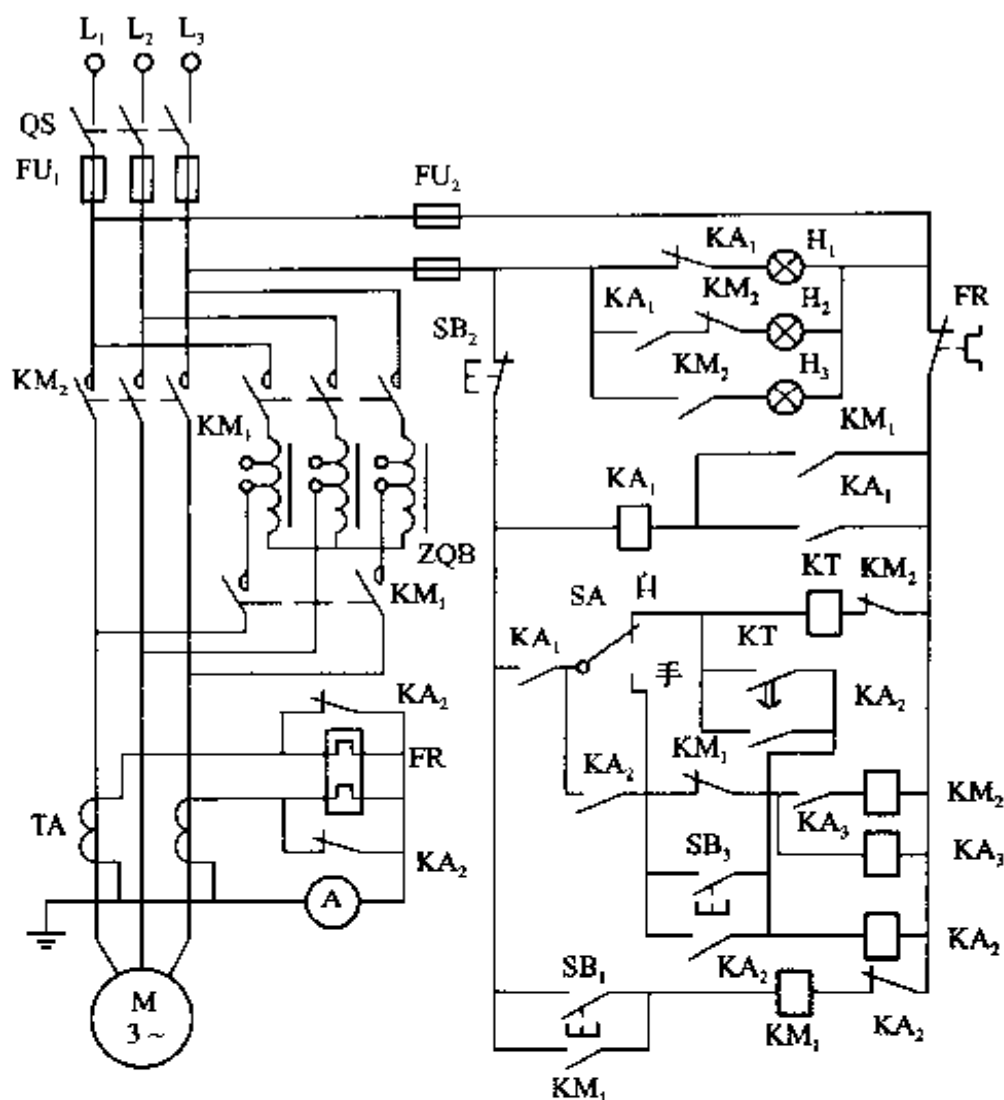 L₁ L₂ L₃
QS
FU₁
FU₂
KA₁ H₁
KA₁ KM₂ H₂
FR
SB₂
KM₂
KM₂ H₃
KM₁
KM₁
KA₁
KA₁
ZQB
KM₁
SA 自
KT KM₂
KA₁
KT
手
KA₂
KA₂
FR
KM₁
KA₂
KM₂
TA
KA₃
KA₂
SB₃
KA₃
A
KA₂
KA₂
SB₁
M
3~
KM₁
KA₂
KM₁